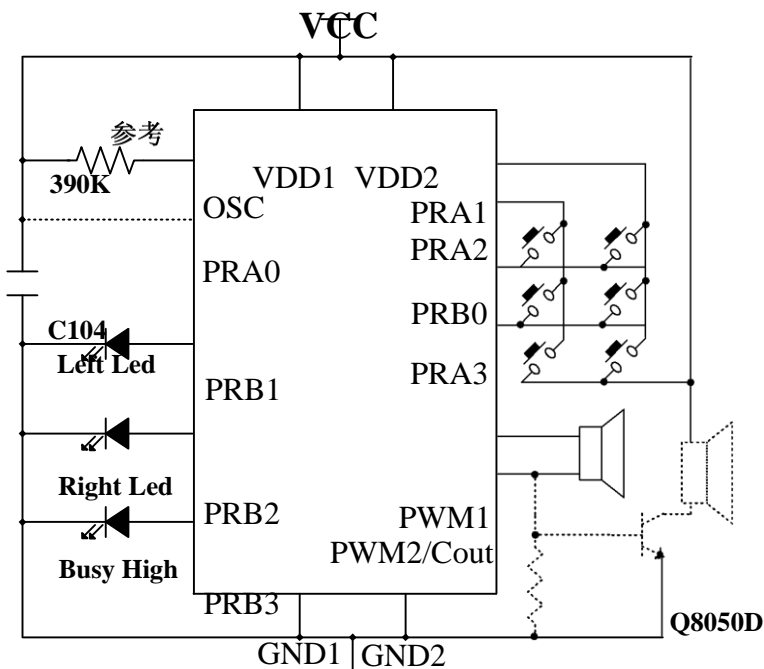 VCC
参考
390K
VDD1 VDD2
OSC
PRA1
PRA2
PRA0
PRB0
C104
Left Led
PRA3
PRB1
Right Led
PRB2
PWM1
PWM2/Cout
Busy High
PRB3
Q8050D
GND1 GND2